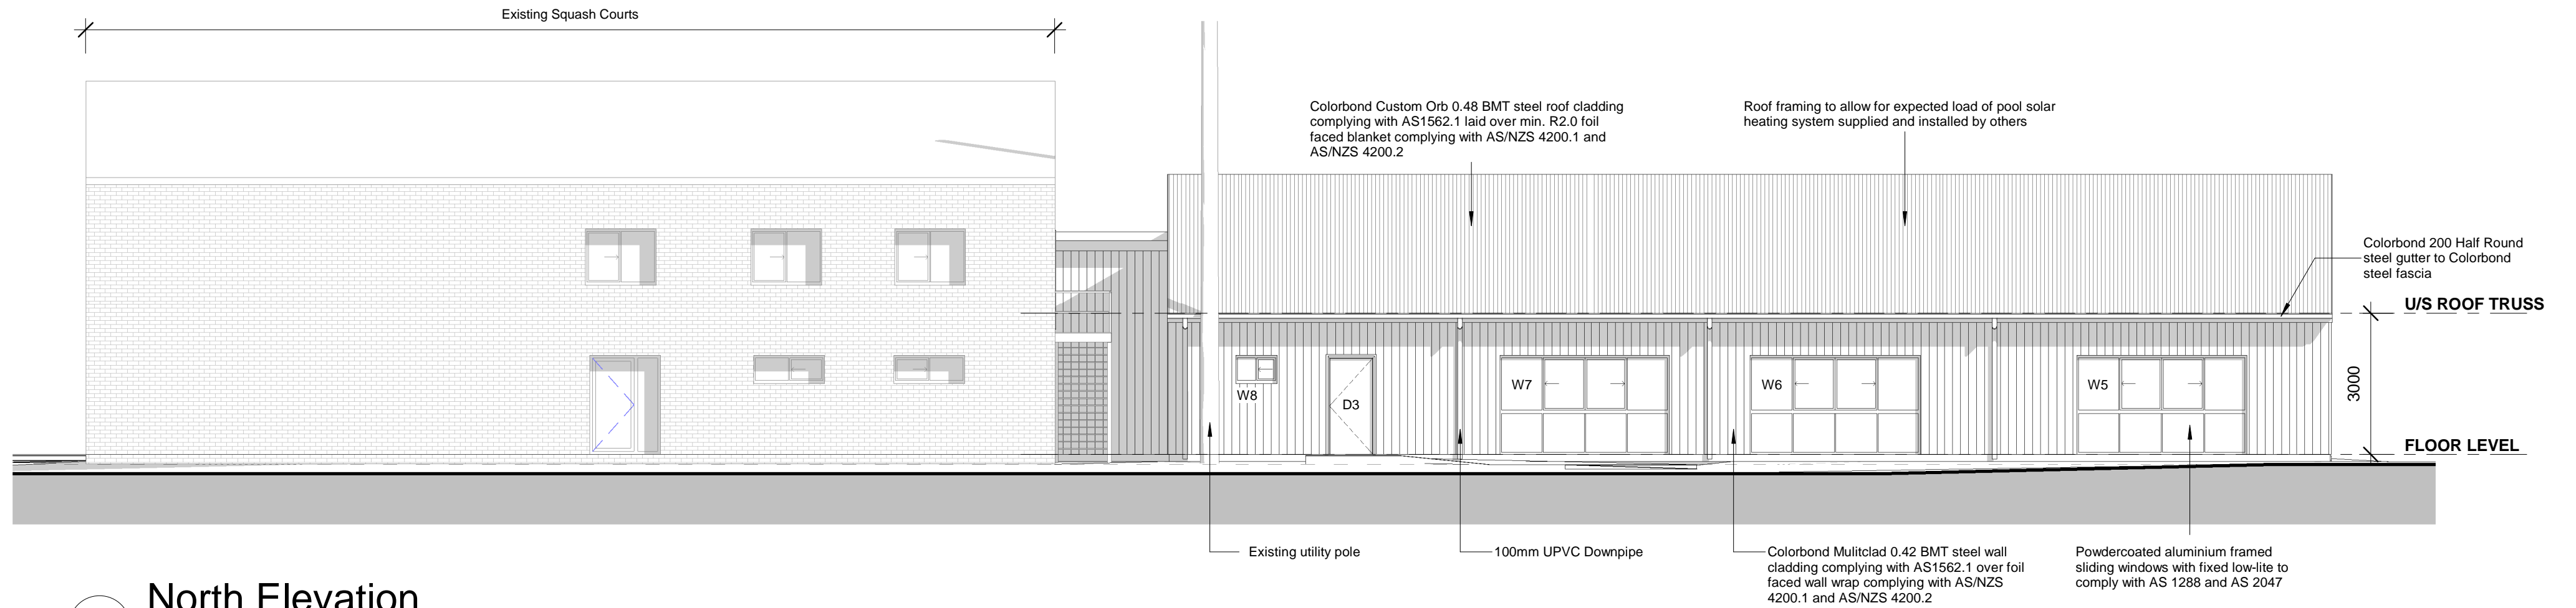 Existing Squash Courts
Colorbond Custom Orb 0.48 BMT steel roof cladding
complying with AS1562.1 laid over min. R2.0 foil
faced blanket complying with AS/NZS 4200.1 and
AS/NZS 4200.2
Roof framing to allow for expected load of pool solar
heating system supplied and installed by others
Colorbond 200 Half Round
steel gutter to Colorbond
steel fascia
U/S ROOF TRUSS
3000
FLOOR LEVEL
W8
D3
W7
W6
W5
Existing utility pole
100mm UPVC Downpipe
Colorbond Mulitclad 0.42 BMT steel wall
cladding complying with AS1562.1 over foil
faced wall wrap complying with AS/NZS
4200.1 and AS/NZS 4200.2
Powdercoated aluminium framed
sliding windows with fixed low-lite to
comply with AS 1288 and AS 2047
North Elevation